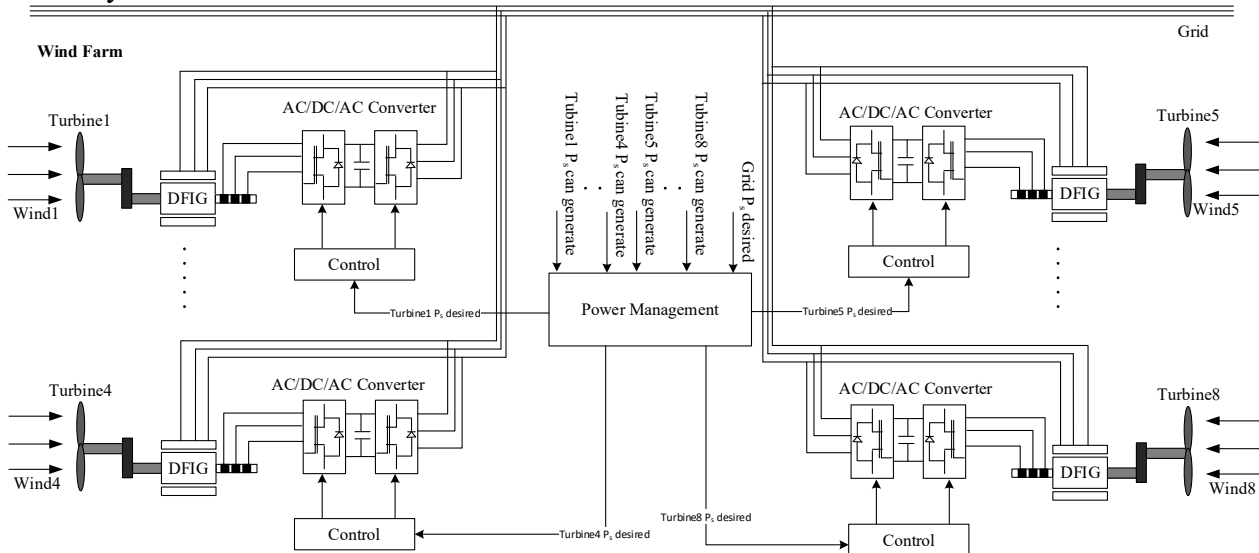 Grid
Wind Farm
AC/DC/AC Converter
AC/DC/AC Converter
Turbine1
Turbine5
Tubine1 Ps can generate
Tubine4 Ps can generate
Tubine5 Ps can generate
Tubine8 Ps can generate
Grid Ps desired
. .
. .
DFIG
DFIG
Wind1
Wind5
Control
Control
Power Management
Turbine1 Ps desired
Turbine5 Ps desired
AC/DC/AC Converter
AC/DC/AC Converter
Turbine4
Turbine8
DFIG
DFIG
Wind4
Wind8
Control
Turbine4 Ps desired
Turbine8 Ps desired
Control